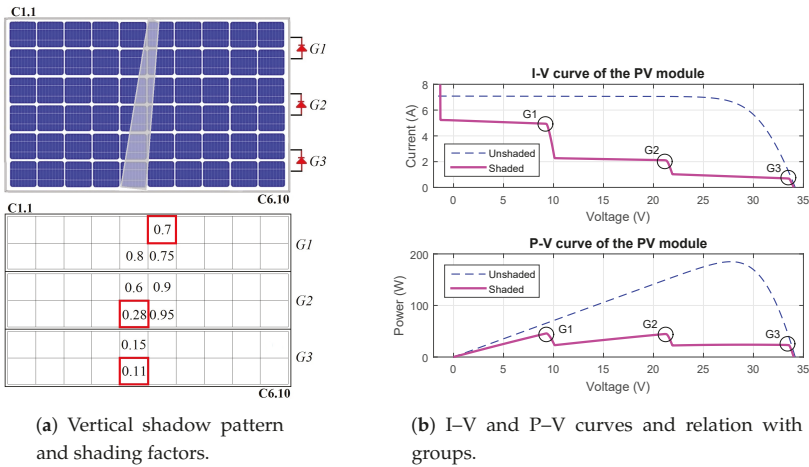 C1.1
G1
G2
G3
C6.10
C1.1
0.7
0.8 0.75
G1
0.6 0.9
0.28 0.95
G2
0.15
0.11
G3
C6.10
(a) Vertical shadow pattern
and shading factors.
I-V curve of the PV module
Current (A)
8
6
4
2
0
G1
G2
G3
Unshaded
Shaded
0 5 10 15 20 25 30 35
Voltage (V)
P-V curve of the PV module
Power (W)
200
100
0
Unshaded
Shaded
G1
G2
G3
0 5 10 15 20 25 30 35
Voltage (V)
(b) I–V and P–V curves and relation with
groups.